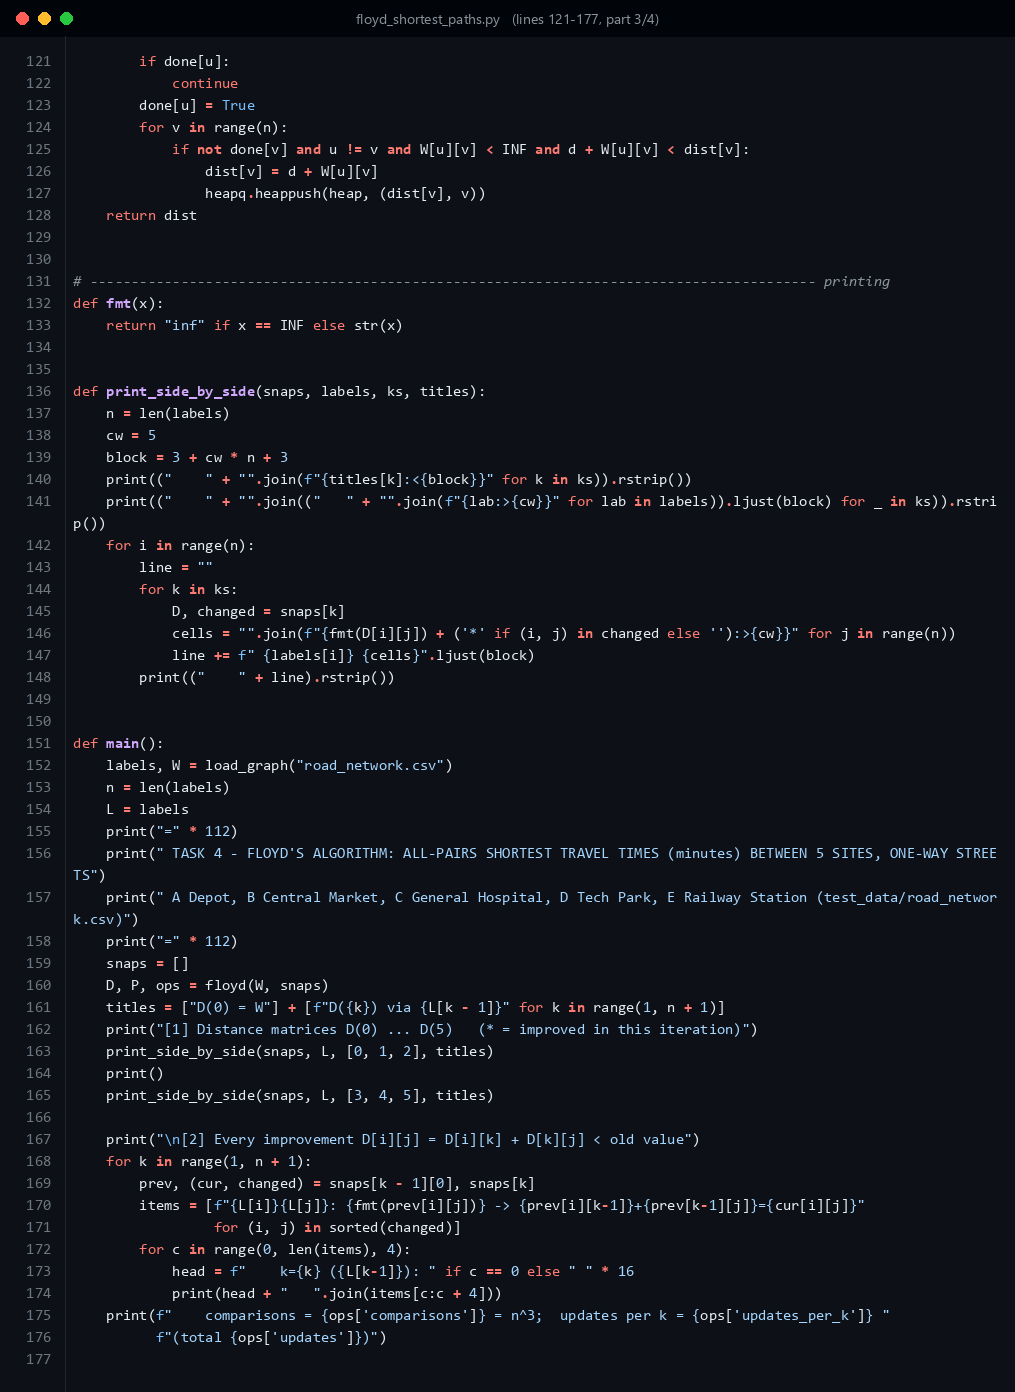 floyd_shortest_paths.py   (lines 121-177, part 3/4)
121         if done[u]:
122             continue
123         done[u] = True
124         for v in range(n):
125             if not done[v] and u != v and W[u][v] < INF and d + W[u][v] < dist[v]:
126                 dist[v] = d + W[u][v]
127                 heapq.heappush(heap, (dist[v], v))
128     return dist
129
130
131 # ---------------------------------------------------------------------------------------- printing
132 def fmt(x):
133     return "inf" if x == INF else str(x)
134
135
136 def print_side_by_side(snaps, labels, ks, titles):
137     n = len(labels)
138     cw = 5
139     block = 3 + cw * n + 3
140     print(("    " + "".join(f"{titles[k]:<{block}}" for k in ks)).rstrip())
141     print(("    " + "".join(("   " + "".join(f"{lab:>{cw}}" for lab in labels)).ljust(block) for _ in ks)).rstri
p())
142     for i in range(n):
143         line = ""
144         for k in ks:
145             D, changed = snaps[k]
146             cells = "".join(f"{fmt(D[i][j]) + ('*' if (i, j) in changed else ''):>{cw}}" for j in range(n))
147             line += f" {labels[i]} {cells}".ljust(block)
148         print(("    " + line).rstrip())
149
150
151 def main():
152     labels, W = load_graph("road_network.csv")
153     n = len(labels)
154     L = labels
155     print("=" * 112)
156     print(" TASK 4 - FLOYD'S ALGORITHM: ALL-PAIRS SHORTEST TRAVEL TIMES (minutes) BETWEEN 5 SITES, ONE-WAY STREE
TS")
157     print(" A Depot, B Central Market, C General Hospital, D Tech Park, E Railway Station (test_data/road_networ
k.csv)")
158     print("=" * 112)
159     snaps = []
160     D, P, ops = floyd(W, snaps)
161     titles = ["D(0) = W"] + [f"D({k}) via {L[k - 1]}" for k in range(1, n + 1)]
162     print("[1] Distance matrices D(0) ... D(5)   (* = improved in this iteration)")
163     print_side_by_side(snaps, L, [0, 1, 2], titles)
164     print()
165     print_side_by_side(snaps, L, [3, 4, 5], titles)
166
167     print("\n[2] Every improvement D[i][j] = D[i][k] + D[k][j] < old value")
168     for k in range(1, n + 1):
169         prev, (cur, changed) = snaps[k - 1][0], snaps[k]
170         items = [f"{L[i]}{L[j]}: {fmt(prev[i][j])} -> {prev[i][k-1]}+{prev[k-1][j]}={cur[i][j]}"
171                  for (i, j) in sorted(changed)]
172         for c in range(0, len(items), 4):
173             head = f"    k={k} ({L[k-1]}): " if c == 0 else " " * 16
174             print(head + "   ".join(items[c:c + 4]))
175     print(f"    comparisons = {ops['comparisons']} = n^3;  updates per k = {ops['updates_per_k']} "
176           f"(total {ops['updates']})")
177